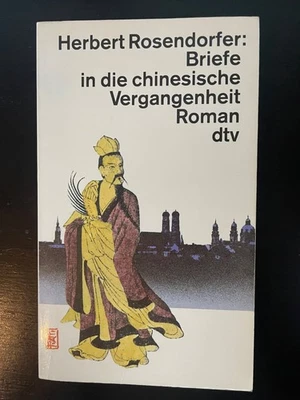 Herbert Rosendorfer:
Briefe
in die chinesische
Vergangenheit
Roman
dtv